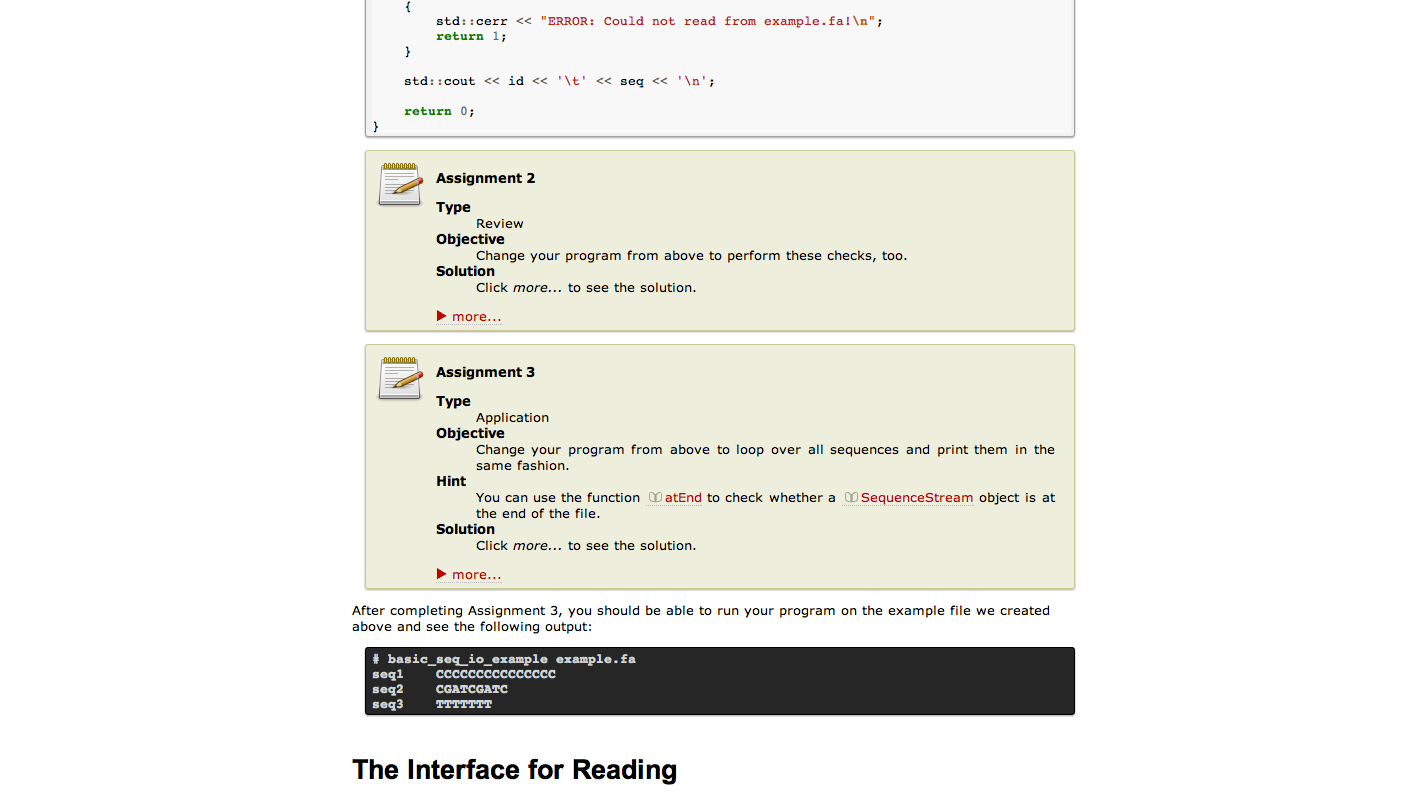 {
std::cerr << "ERROR: Could not read from example.fa!\n";
return 1;
}
std::cout << id << '\t' << seq << '\n';
return 0;
}
Assignment 2
Type
Review
Objective
Change your program from above to perform these checks, too.
Solution
Click more... to see the solution.
more...
Assignment 3
Type
Application
Objective
Change your program from above to loop over all sequences and print them in the
same fashion.
Hint
You can use the function atEnd to check whether a SequenceStream object is at
the end of the file.
Solution
Click more... to see the solution.
more...
After completing Assignment 3, you should be able to run your program on the example file we created
above and see the following output:
# basic_seq_io_example example.fa
seq1 CCCCCCCCCCCCCCC
seq2 CGATCGATC
seq3 TTTTTTT
The Interface for Reading